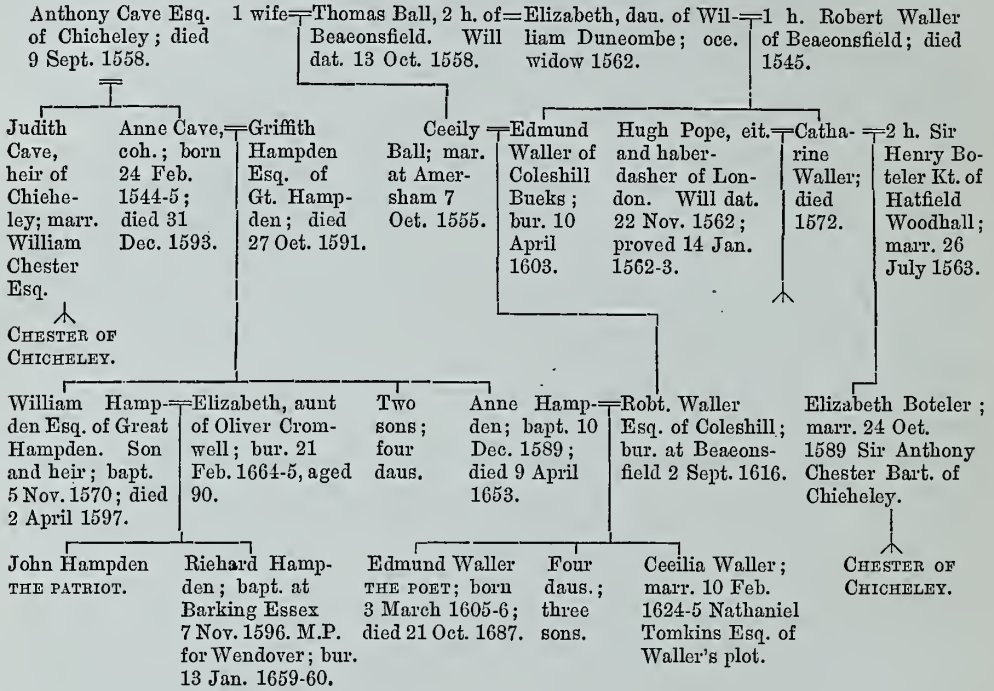 Anthony Cave Esq.
of Chicheley; died
9 Sept. 1558.
1 wife=Thomas Ball, 2 h. of=
Beaeonsfield. Will
dat. 13 Oct. 1558.
Elizabeth, dau. of Wil-
liam Duneombe; oce.
widow 1562.
=1 h. Robert Waller
of Beaeonsfield; died
1545.
Judith
Cave,
heir of
Chiche-
ley; marr.
William
Chester
Esq.
CHESTER OF
CHICHELEY.
Anne Cave,
coh.; born
24 Feb.
1544-5;
died 31
Dec. 1593.
=Griffith
Hampden
Esq. of
Gt. Hamp-
den; died
27 Oct. 1591.
Cecily
Ball; mar.
at Amer-
sham 7
Oct. 1555.
=Edmund
Waller of
Coleshill
Bueks;
bur. 10
April
1603.
Hugh Pope, eit.
and haber-
dasher of Lon-
don. Will dat.
22 Nov. 1562;
proved 14 Jan.
1562-3.
=Catha-
rine
Waller;
died
1572.
=2 h. Sir
Henry Bo-
teler Kt. of
Hatfield
Woodhall;
marr. 26
July 1563.
William Hamp-
den Esq. of Great
Hampden. Son
and heir; bapt.
5 Nov. 1570; died
2 April 1597.
=Elizabeth, aunt
of Oliver Crom-
well; bur. 21
Feb. 1664-5, aged
90.
Two
sons;
four
daus.
Anne Hamp-
den; bapt. 10
Dec. 1589;
died 9 April
1653.
=Robt. Waller
Esq. of Coleshill;
bur. at Beaeons-
field 2 Sept. 1616.
Elizabeth Boteler;
marr. 24 Oct.
1589 Sir Anthony
Chester Bart. of
Chieheley.
CHESTER OF
CHICHELEY.
John Hampden
THE PATRIOT.
Richard Hamp-
den; bapt. at
Barking Essex
7 Nov. 1596. M.P.
for Wendover; bur.
13 Jan. 1659-60.
Edmund Waller
THE POET; born
3 March 1605-6;
died 21 Oct. 1687.
Four
daus.;
three
sons.
Cecilia Waller;
marr. 10 Feb.
1624-5 Nathaniel
Tomkins Esq. of
Waller's plot.